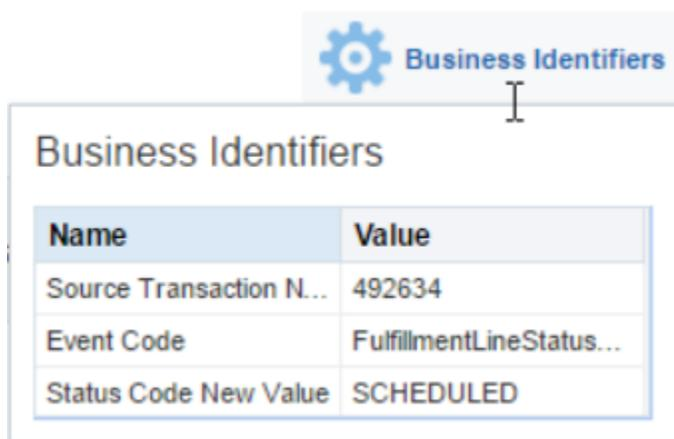 Business Identifiers
Business Identifiers
Name Value
Source Transaction N... 492634
Event Code FulfillmentLineStatus...
Status Code New Value SCHEDULED